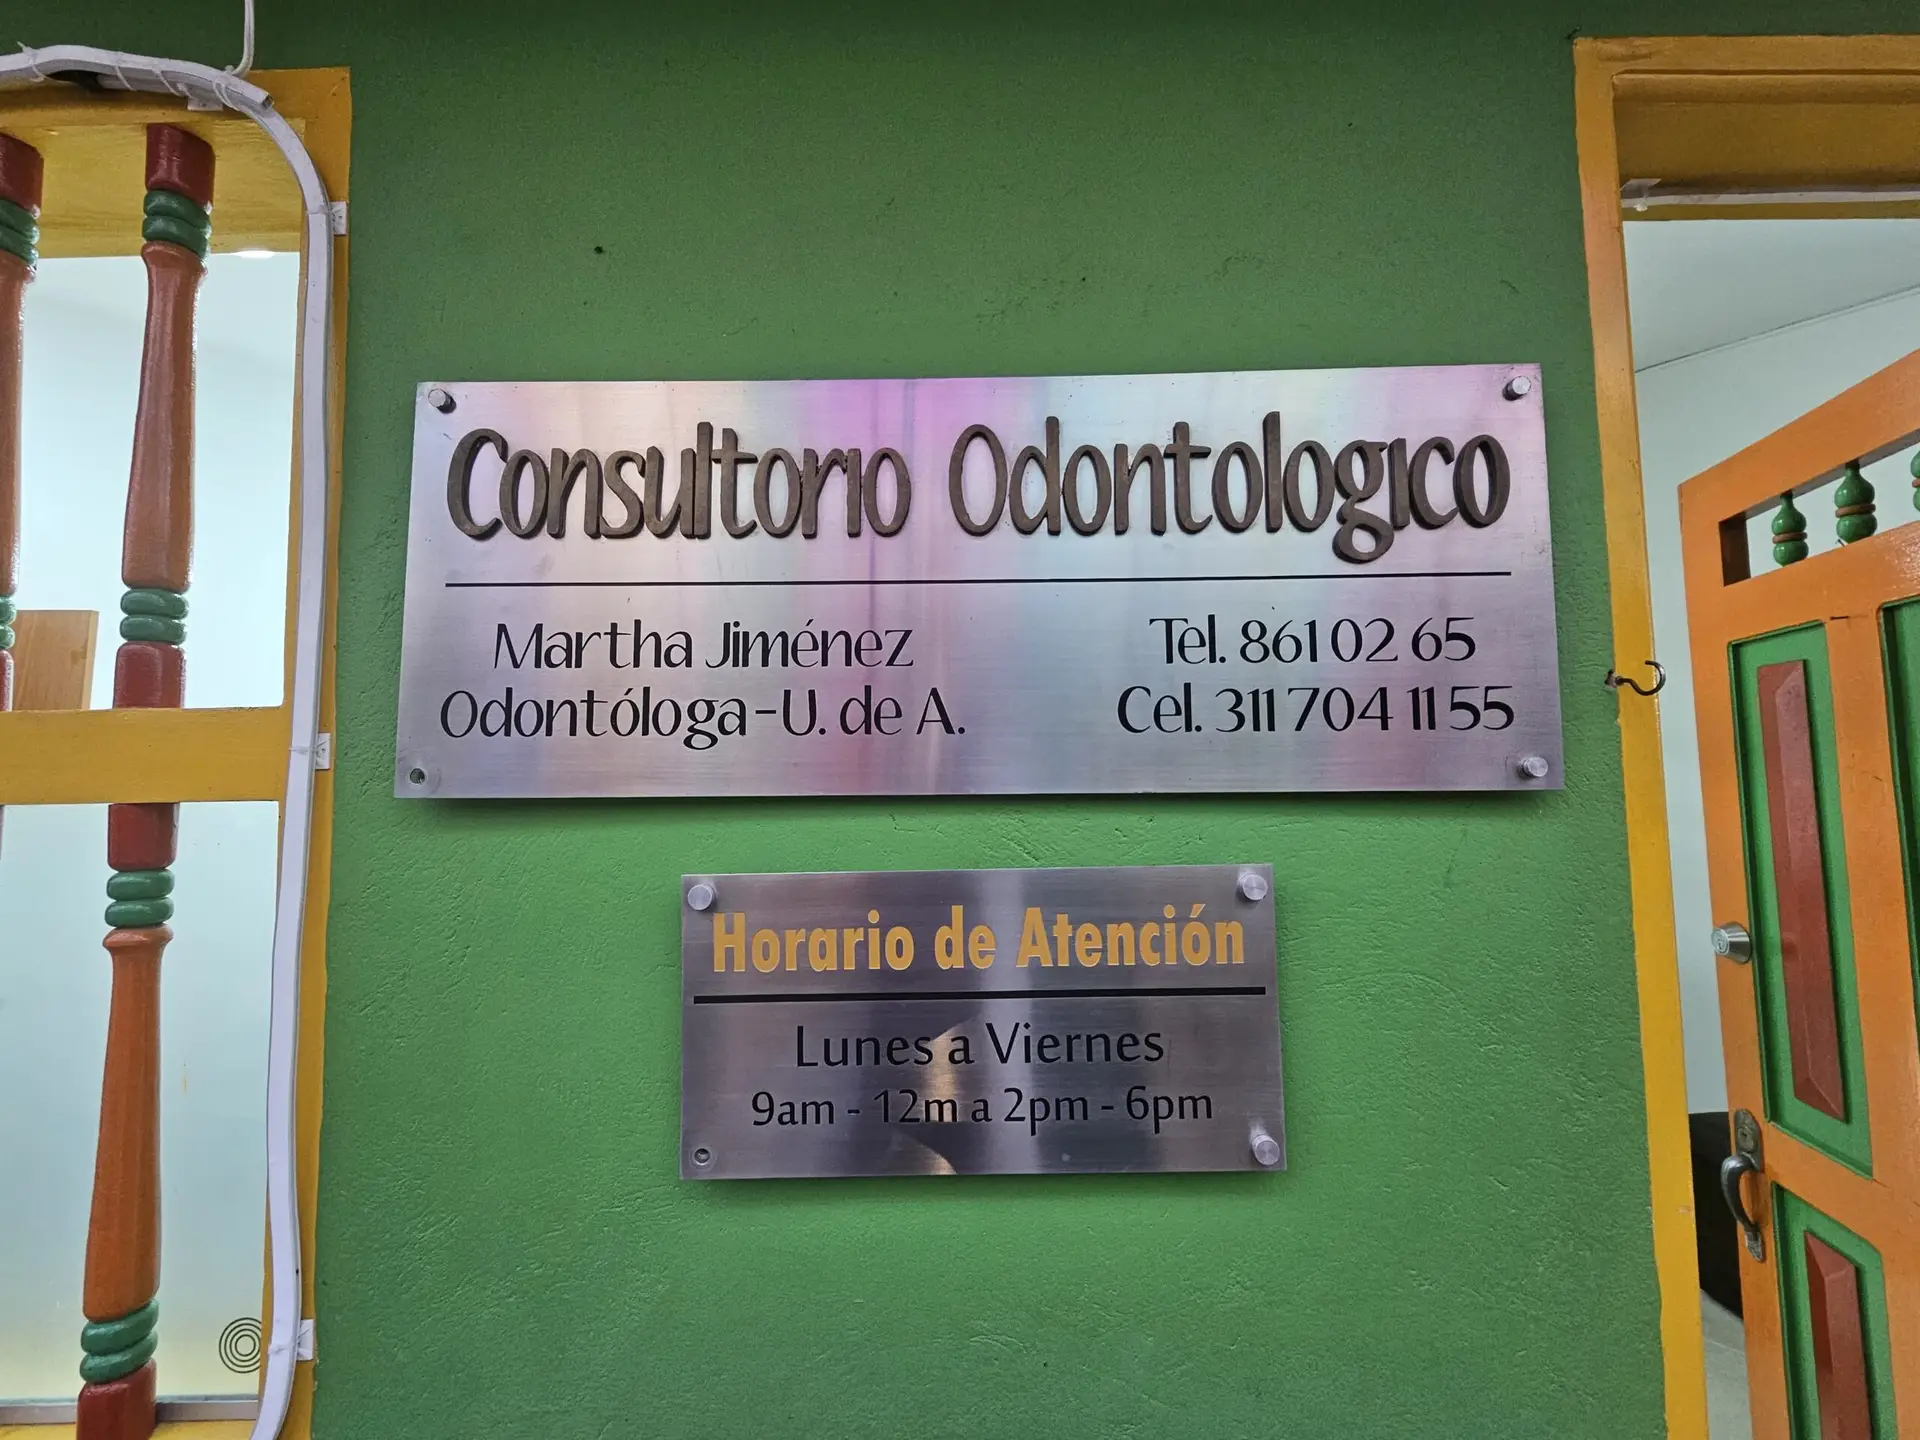 Consultorio Odontologico
Martha Jiménez
Odontóloga-U. de A.
Tel. 861 02 65
Cel. 311 704 11 55
Horario de Atención
Lunes a Viernes
9am - 12m a 2pm - 6pm